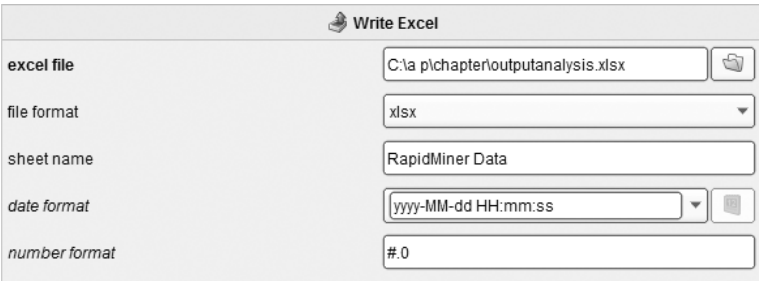 Write Excel
excel file C:\a p\chapter\outputanalysis.xlsx
file format xlsx
sheet name RapidMiner Data
date format yyyy-MM-dd HH:mm:ss
number format #.0